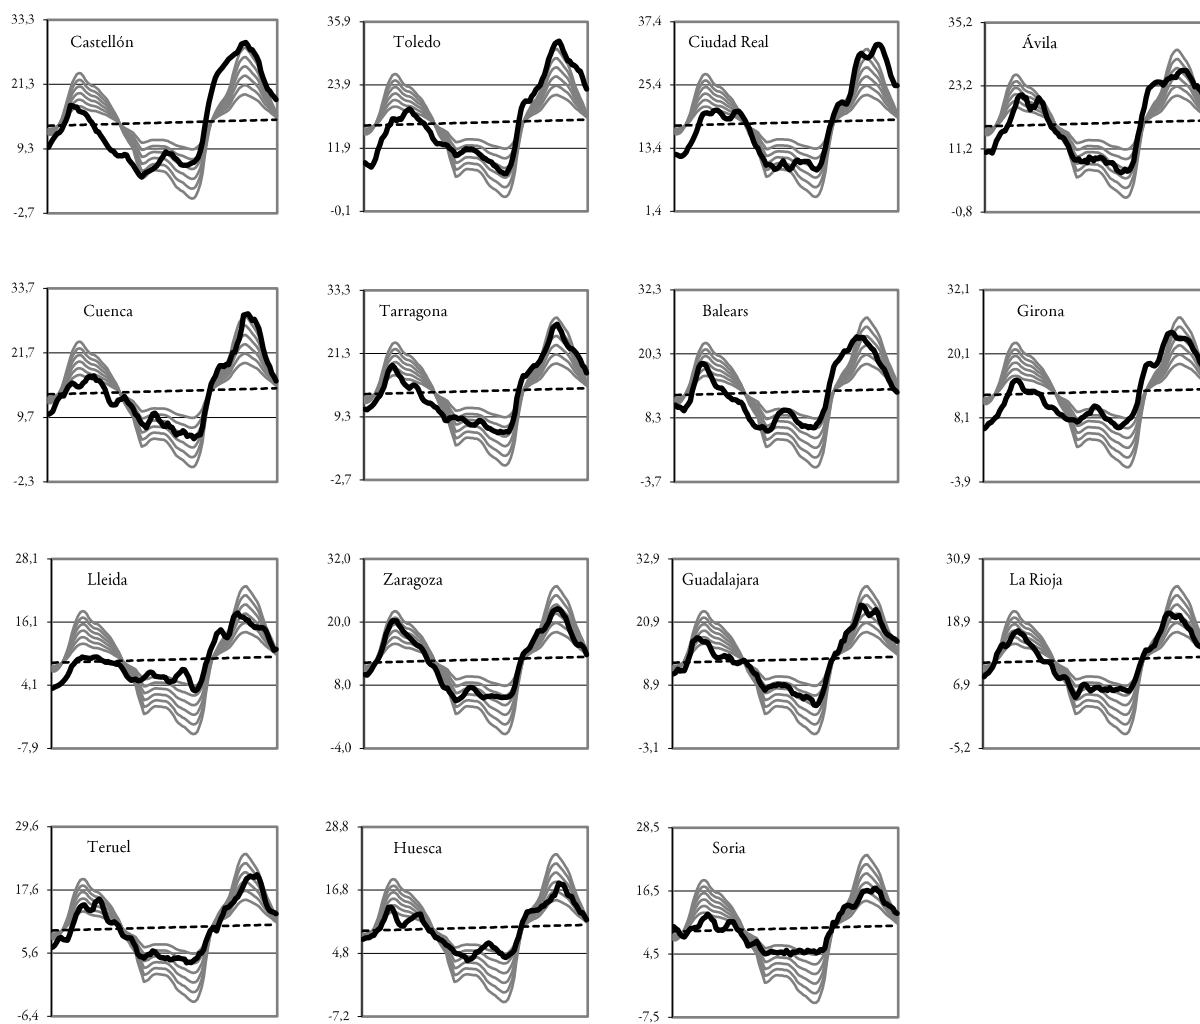 33,3 35,9 37,4 35,2
Castellón Toledo Ciudad Real Ávila
21,3 23,9 25,4 23,2
9,3 11,9 13,4 11,2
-2,7 -0,1 1,4 -0,8
33,7 33,3 32,3 32,1
Cuenca Tarragona Balears Girona
21,7 21,3 20,3 20,1
9,7 9,3 8,3 8,1
-2,3 -2,7 -3,7 -3,9
28,1 32,0 32,9 30,9
Lleida Zaragoza Guadalajara La Rioja
16,1 20,0 20,9 18,9
4,1 8,0 8,9 6,9
-7,9 -4,0 -3,1 -5,2
29,6 28,8 28,5
Teruel Huesca Soria
17,6 16,8 16,5
5,6 4,8 4,5
-6,4 -7,2 -7,5